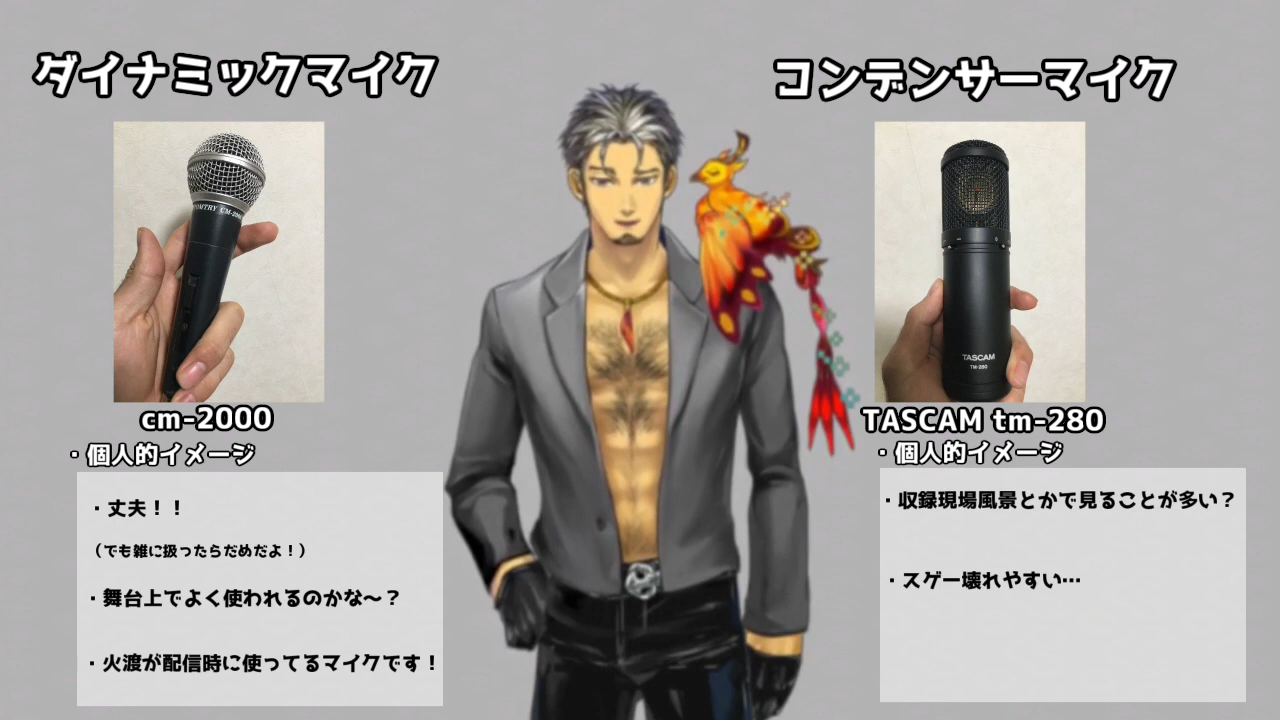 ダイナミックマイク
CM-2000
cm-2000
・個人的イメージ
・丈夫！！
（でも雑に扱ったらだめだよ！）
・舞台上でよく使われるのかな～？
・火渡が配信時に使ってるマイクです！
コンデンサーマイク
TASCAM
TM-280
TASCAM tm-280
・個人的イメージ
・収録現場風景とかで見ることが多い？
・スゲー壊れやすい…